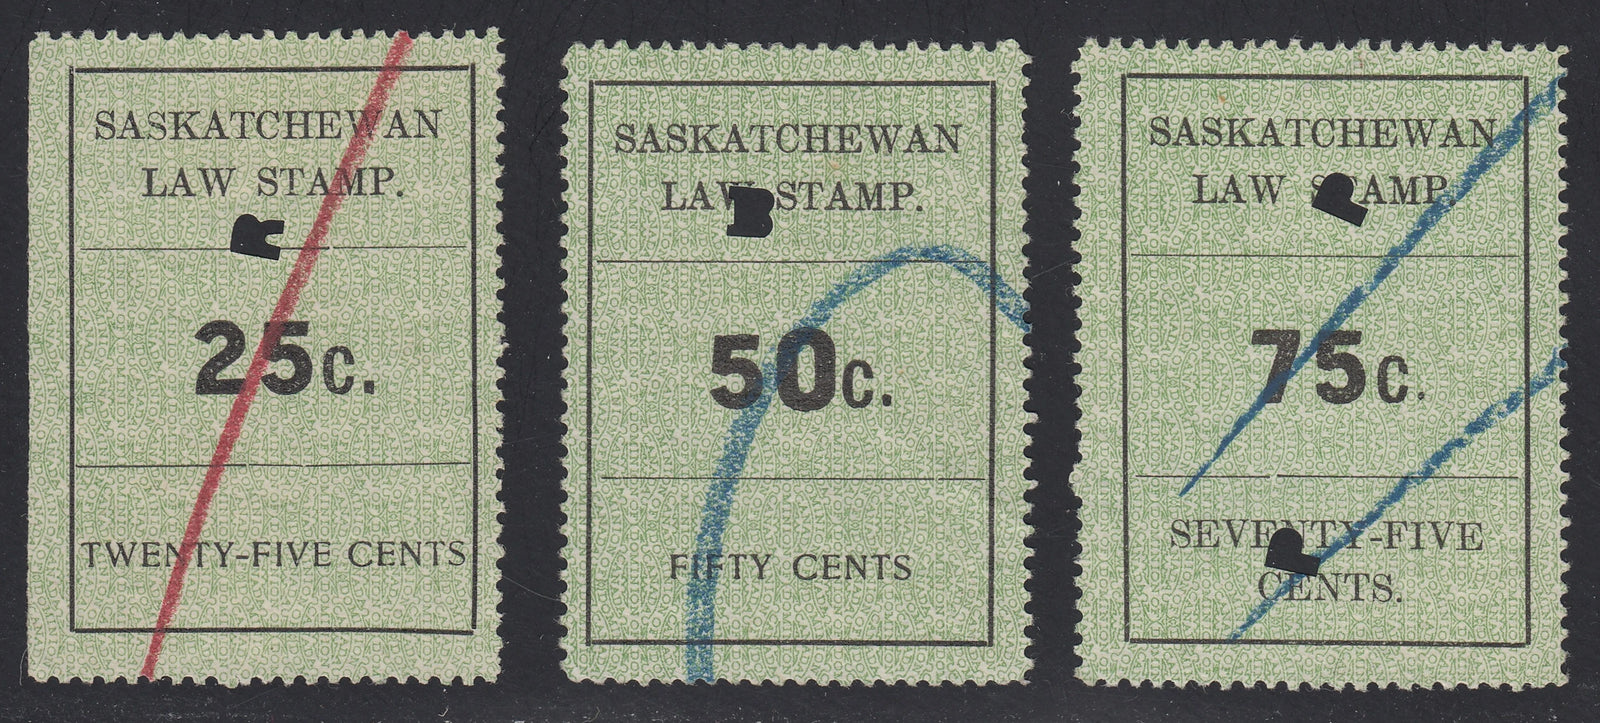 SASKATCHEWAN
LAW STAMP.
25c.
TWENTY-FIVE CENTS
SASKATCHEWAN
LAW STAMP.
50c.
FIFTY CENTS
SASKATCHEWAN
LAW STAMP.
75c.
SEVENTY-FIVE
CENTS.